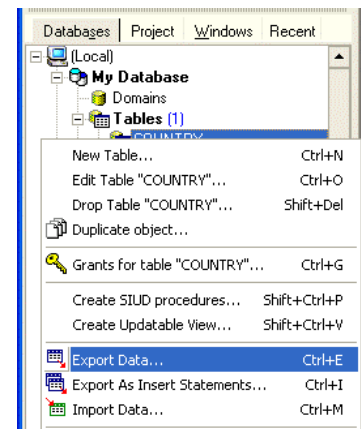 Databases Project Windows Recent
(Local)
My Database
Domains
Tables (1)
COUNTRY
New Table... Ctrl+N
Edit Table "COUNTRY"... Ctrl+O
Drop Table "COUNTRY"... Shift+Del
Duplicate object...
Grants for table "COUNTRY"... Ctrl+G
Create SIUD procedures... Shift+Ctrl+P
Create Updatable View... Shift+Ctrl+V
Export Data... Ctrl+E
Export As Insert Statements... Ctrl+I
Import Data... Ctrl+M